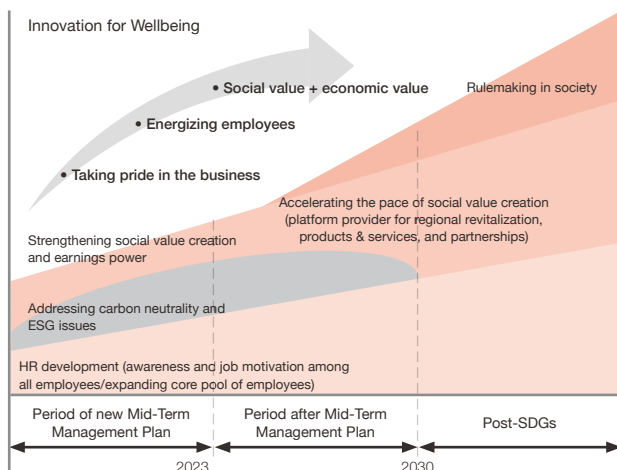 Innovation for Wellbeing
• Social value + economic value
Rulemaking in society
• Energizing employees
• Taking pride in the business
Accelerating the pace of social value creation
(platform provider for regional revitalization,
products & services, and partnerships)
Strengthening social value creation
and earnings power
Addressing carbon neutrality and
ESG issues
HR development (awareness and job motivation among
all employees/expanding core pool of employees)
Period of new Mid-Term
Management Plan
Period after Mid-Term
Management Plan
Post-SDGs
2023
2030